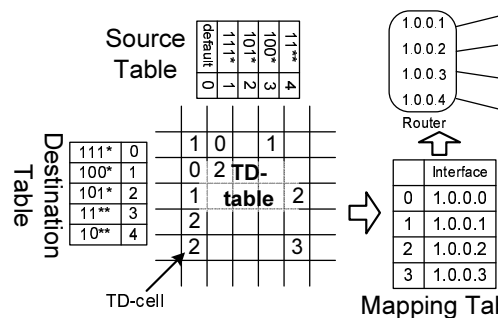 Source Table
default 111* 101* 100* 11**
0 1 2 3 4
Destination Table
111* 0
100* 1
101* 2
11** 3
10** 4
1 0 1
0 2
1 2
2
2 3
TD-table
TD-cell
1.0.0.1
1.0.0.2
1.0.0.3
1.0.0.4
Router
Interface
0 1.0.0.0
1 1.0.0.1
2 1.0.0.2
3 1.0.0.3
Mapping Tal